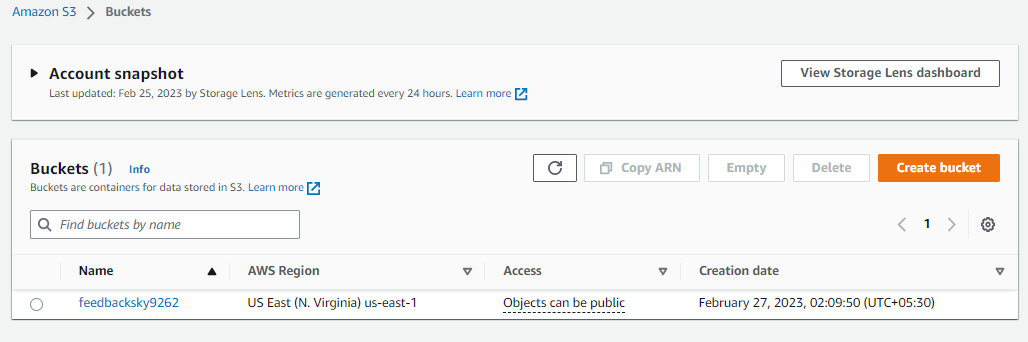 Amazon S3 > Buckets
Account snapshot
View Storage Lens dashboard
Last updated: Feb 25, 2023 by Storage Lens. Metrics are generated every 24 hours. Learn more
Buckets (1) Info
Copy ARN Empty Delete Create bucket
Buckets are containers for data stored in S3. Learn more
Find buckets by name
1
Name AWS Region Access Creation date
feedbacksky9262 US East (N. Virginia) us-east-1 Objects can be public February 27, 2023, 02:09:50 (UTC+05:30)